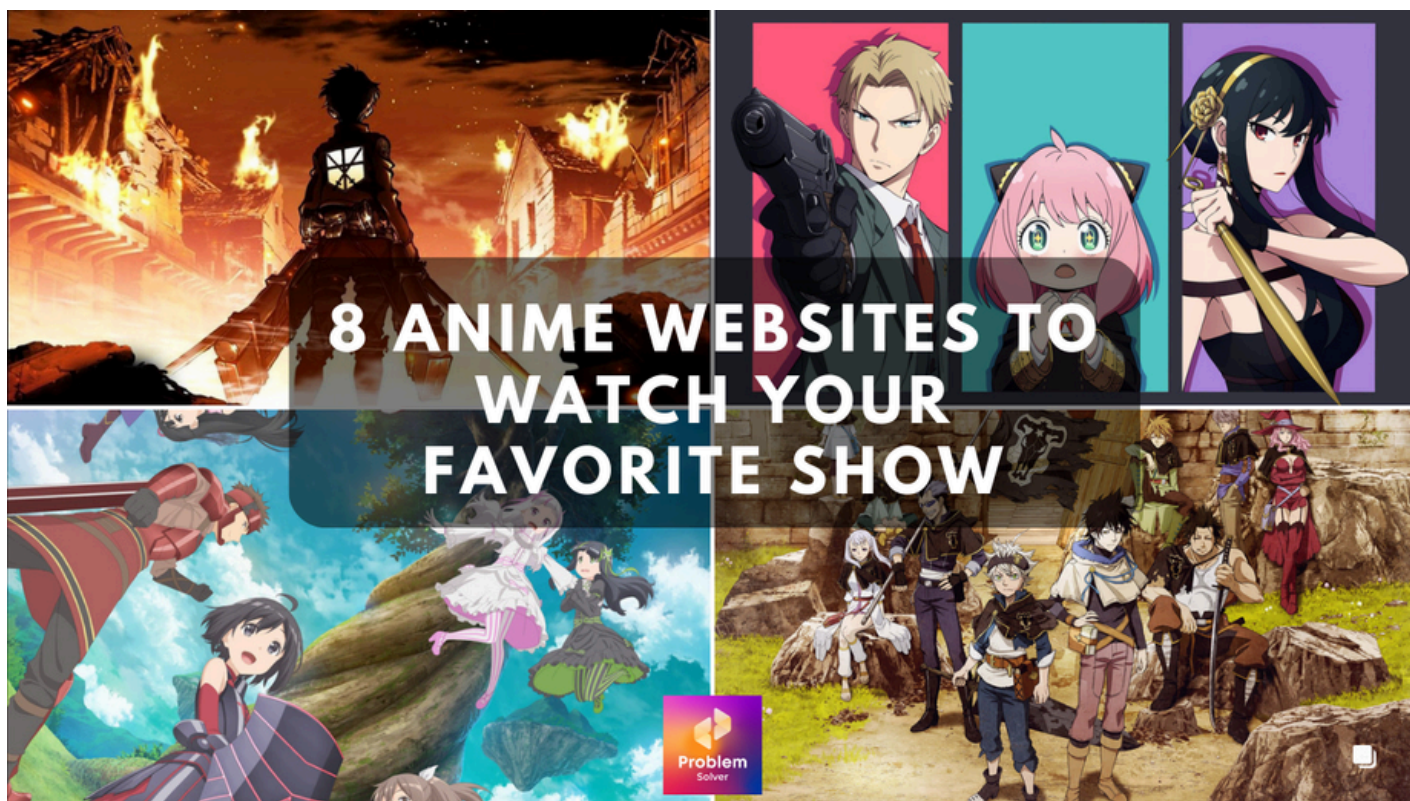 8 ANIME WEBSITES TO
WATCH YOUR
FAVORITE SHOW
Problem
Solver